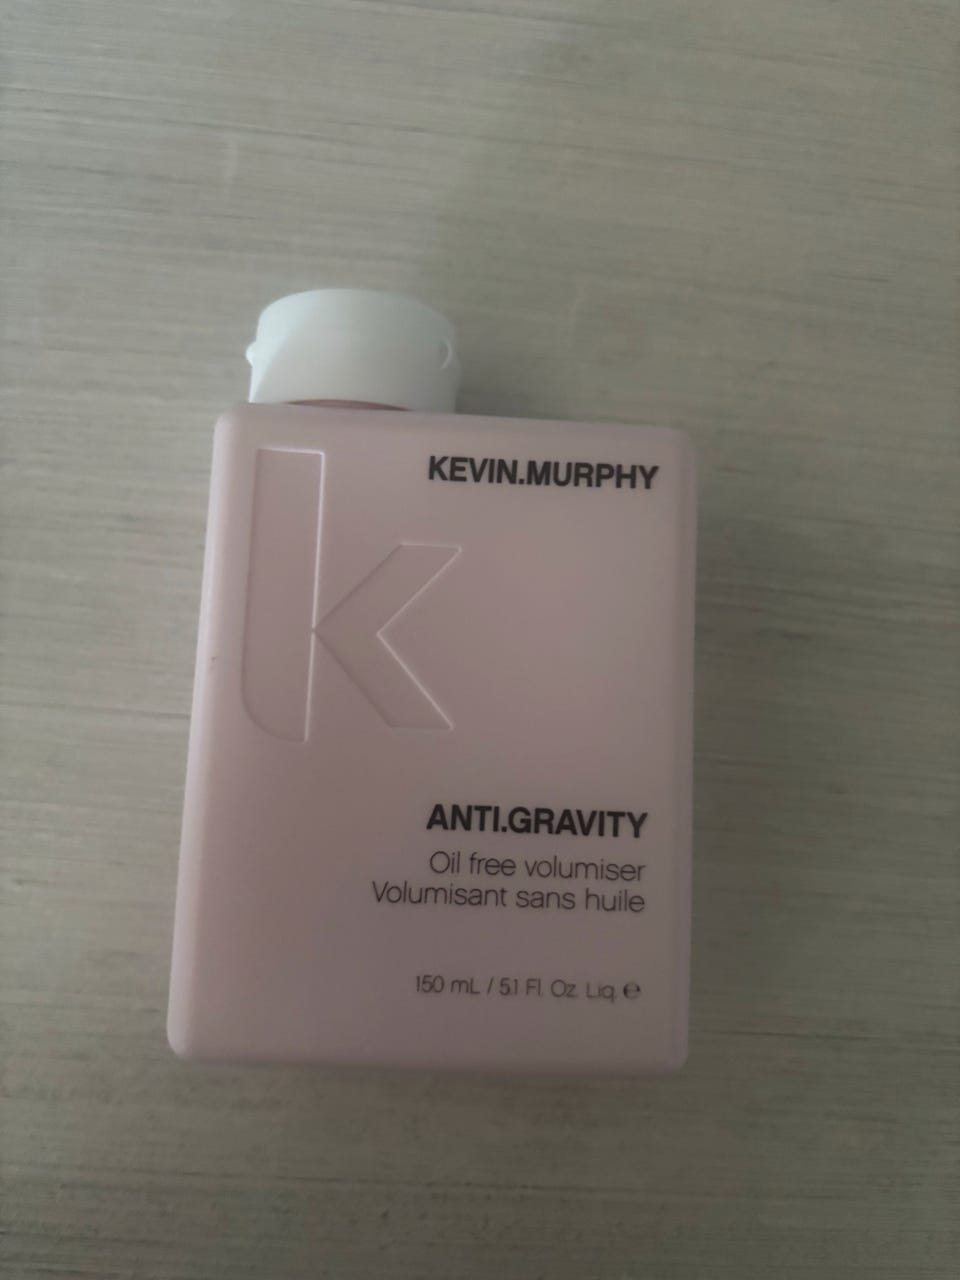 KEVIN.MURPHY
K
ANTI.GRAVITY
Oil free volumiser
Volumisant sans huile
150 mL / 5.1 Fl. Oz. Liq. ℮